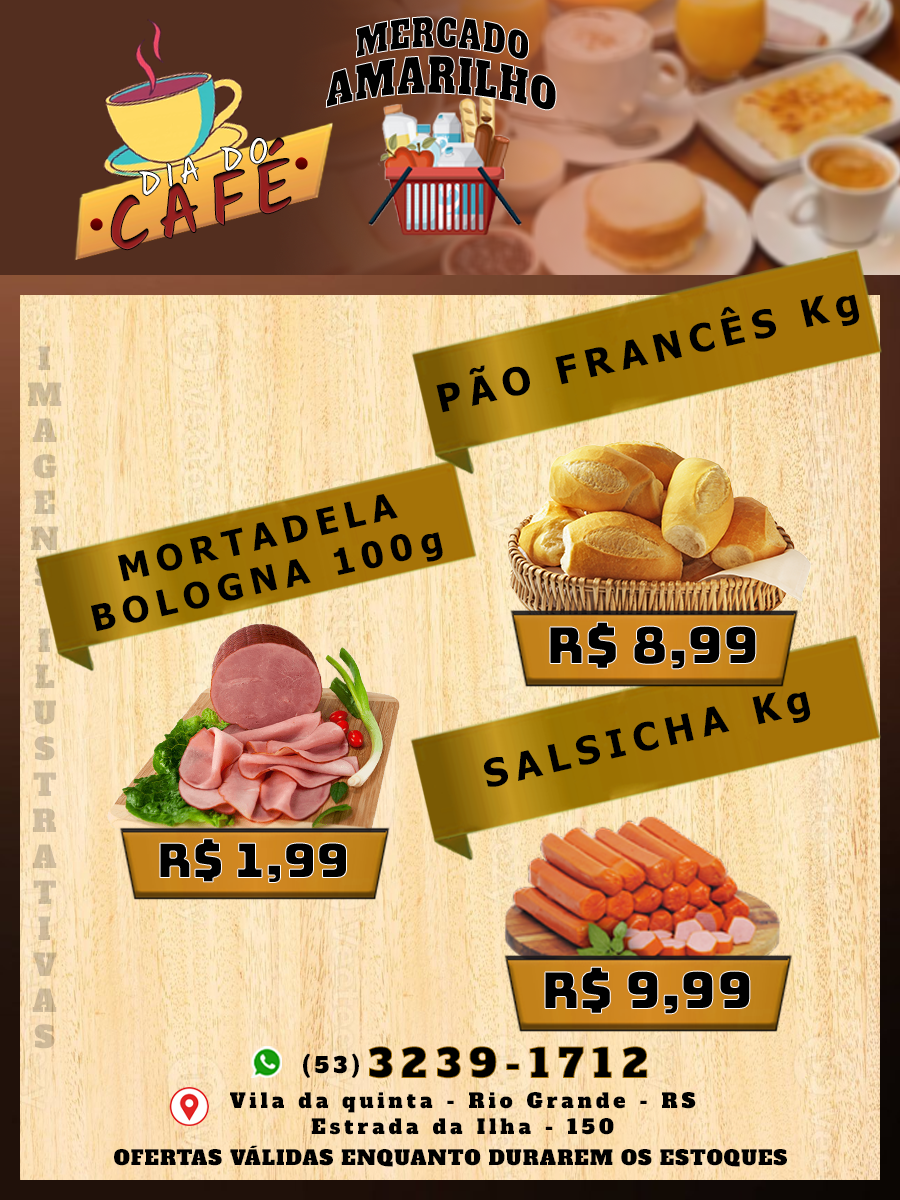 MERCADO
AMARILHO
DIA DO
CAFÉ
PÃO FRANCÊS Kg
R$ 8,99
MORTADELA
BOLOGNA 100g
R$ 1,99
SALSICHA Kg
R$ 9,99
IMAGENS ILUSTRATIVAS
(53) 3239-1712
Vila da quinta - Rio Grande - RS
Estrada da Ilha - 150
OFERTAS VÁLIDAS ENQUANTO DURAREM OS ESTOQUES